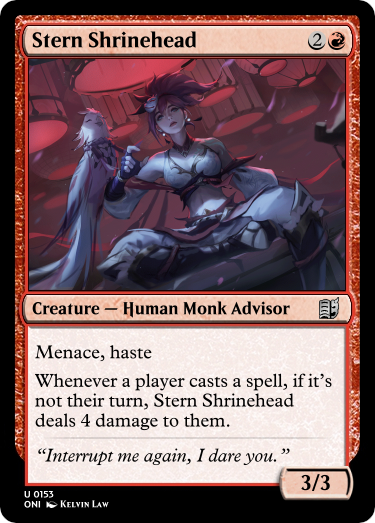 Stern Shrinehead 2
Creature — Human Monk Advisor
Menace, haste
Whenever a player casts a spell, if it's
not their turn, Stern Shrinehead
deals 4 damage to them.
“Interrupt me again, I dare you.”
3/3
U 0153
ONI Kelvin Law